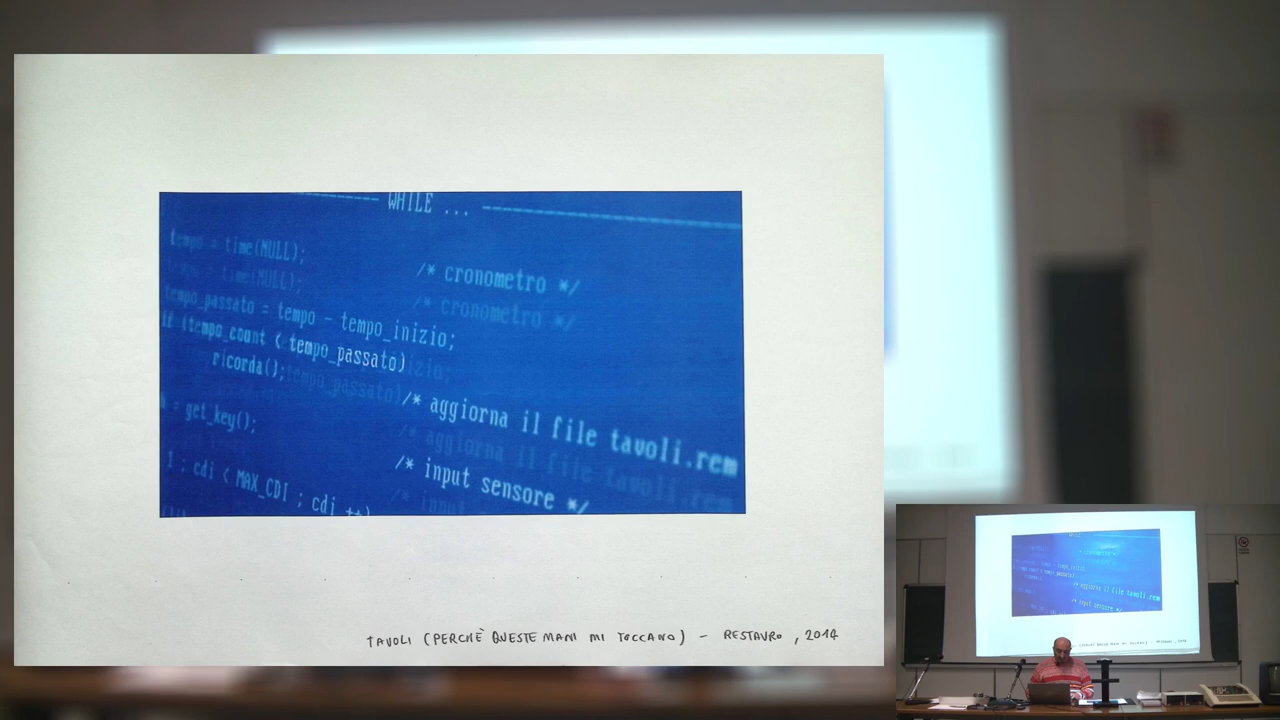 WHILE ...
tempo = time(NULL);
/* cronometro */
tempo_passato = tempo - tempo_inizio;
if (tempo_count < tempo_passato)
ricorda();
/* aggiorna il file tavoli.rem
= get_key();
/* input sensore */
; cdi < MAX_CDI ; cdi ++)
TAVOLI (PERCHÈ QUESTE MANI MI TOCCANO) - RESTAURO, 2014